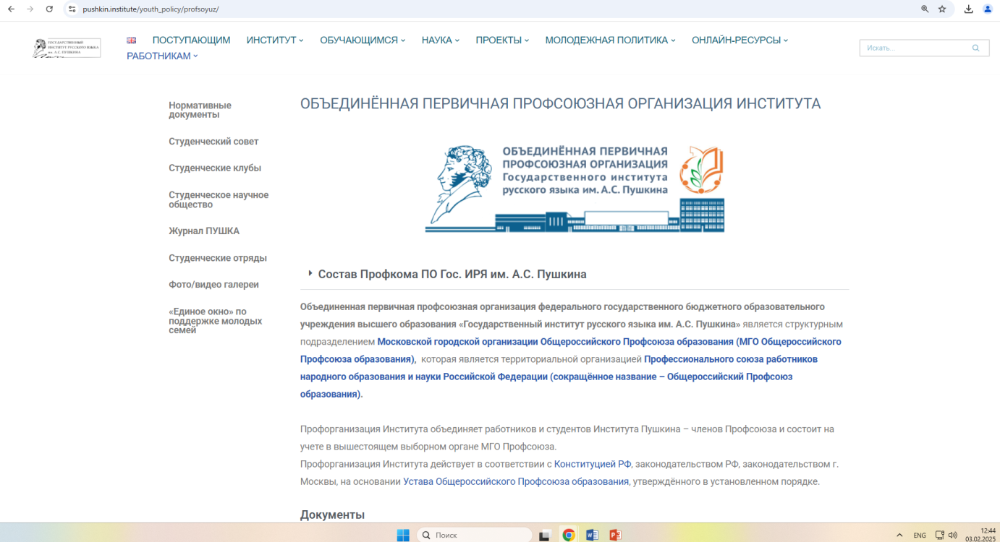 pushkin.institute/youth_policy/profsoyuz/
ГОСУДАРСТВЕННЫЙ
ИНСТИТУТ РУССКОГО ЯЗЫКА
им. А.С. ПУШКИНА
ПОСТУПАЮЩИМ ИНСТИТУТ ОБУЧАЮЩИМСЯ НАУКА ПРОЕКТЫ МОЛОДЕЖНАЯ ПОЛИТИКА ОНЛАЙН-РЕСУРСЫ
РАБОТНИКАМ
Искать...
Нормативные
документы
Студенческий совет
Студенческие клубы
Студенческое научное
общество
Журнал ПУШКА
Студенческие отряды
Фото/видео галереи
«Единое окно» по
поддержке молодых
семей
ОБЪЕДИНЁННАЯ ПЕРВИЧНАЯ ПРОФСОЮЗНАЯ ОРГАНИЗАЦИЯ ИНСТИТУТА
ОБЪЕДИНЁННАЯ ПЕРВИЧНАЯ
ПРОФСОЮЗНАЯ ОРГАНИЗАЦИЯ
Государственного института
русского языка им. А.С. Пушкина
Состав Профкома ПО Гос. ИРЯ им. А.С. Пушкина
Объединенная первичная профсоюзная организация федерального государственного бюджетного образовательного
учреждения высшего образования «Государственный институт русского языка им. А.С. Пушкина» является структурным
подразделением Московской городской организации Общероссийского Профсоюза образования (МГО Общероссийского
Профсоюза образования), которая является территориальной организацией Профессионального союза работников
народного образования и науки Российской Федерации (сокращённое название – Общероссийский Профсоюз
образования).
Профорганизация Института объединяет работников и студентов Института Пушкина – членов Профсоюза и состоит на
учете в вышестоящем выборном органе МГО Профсоюза.
Профорганизация Института действует в соответствии с Конституцией РФ, законодательством РФ, законодательством г.
Москвы, на основании Устава Общероссийского Профсоюза образования, утверждённого в установленном порядке.
Документы
Поиск
ENG
12:44
03.02.2025